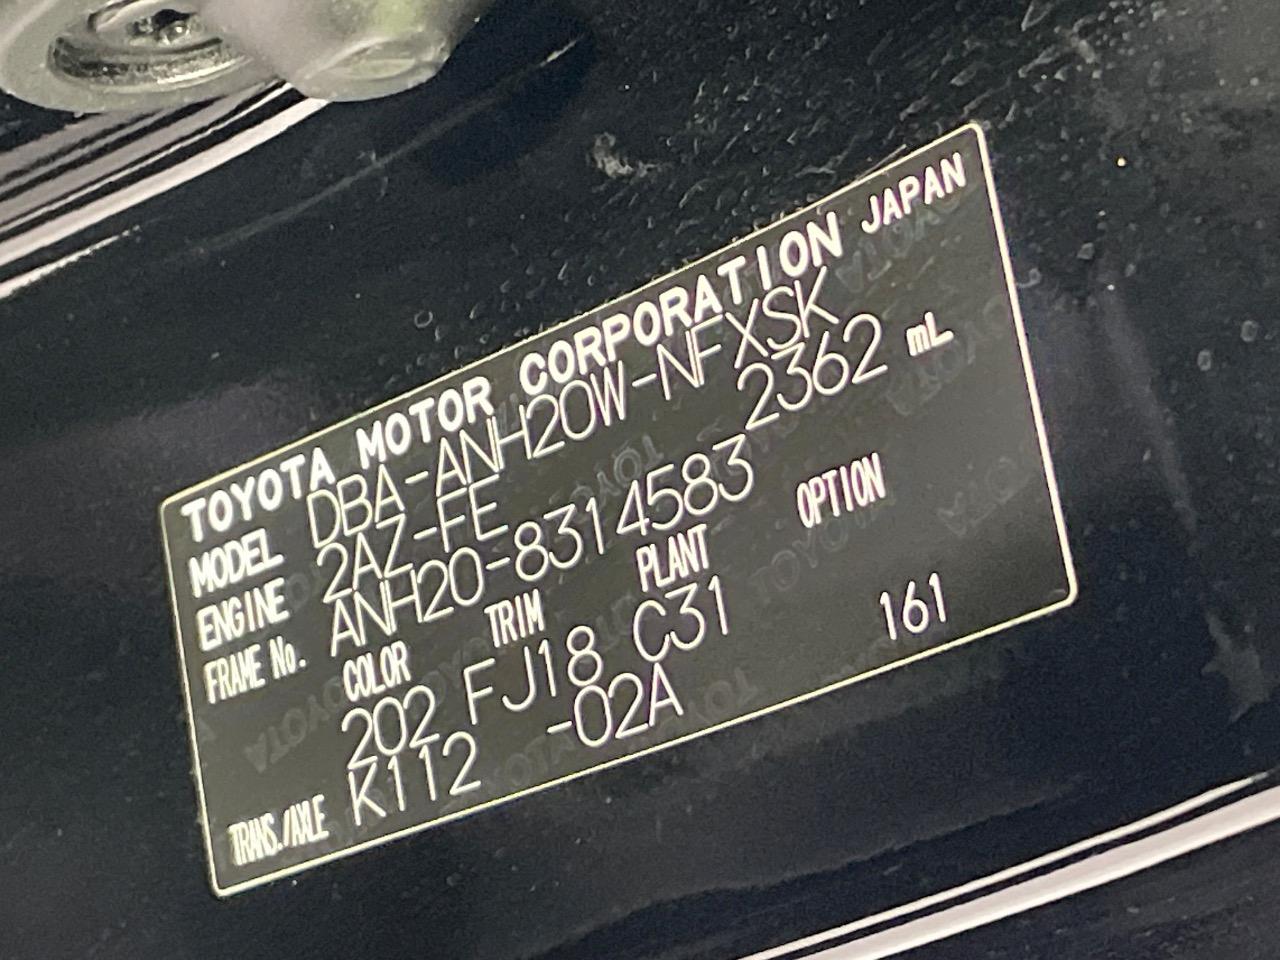 TOYOTA MOTOR CORPORATION JAPAN
MODEL DBA-ANH20W-NFXSK
ENGINE 2AZ-FE 2362 mL
FRAME No. ANH20-8314583
COLOR TRIM PLANT OPTION
202 FJ18 C31 161
TRANS./AXLE K112 -02A